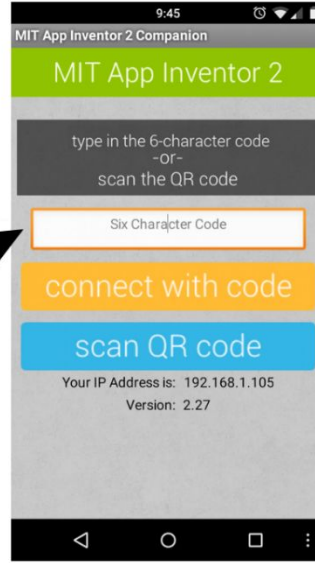 9:45
MIT App Inventor 2 Companion
MIT App Inventor 2
type in the 6-character code
-or-
scan the QR code
Six Character Code
connect with code
scan QR code
Your IP Address is: 192.168.1.105
Version: 2.27